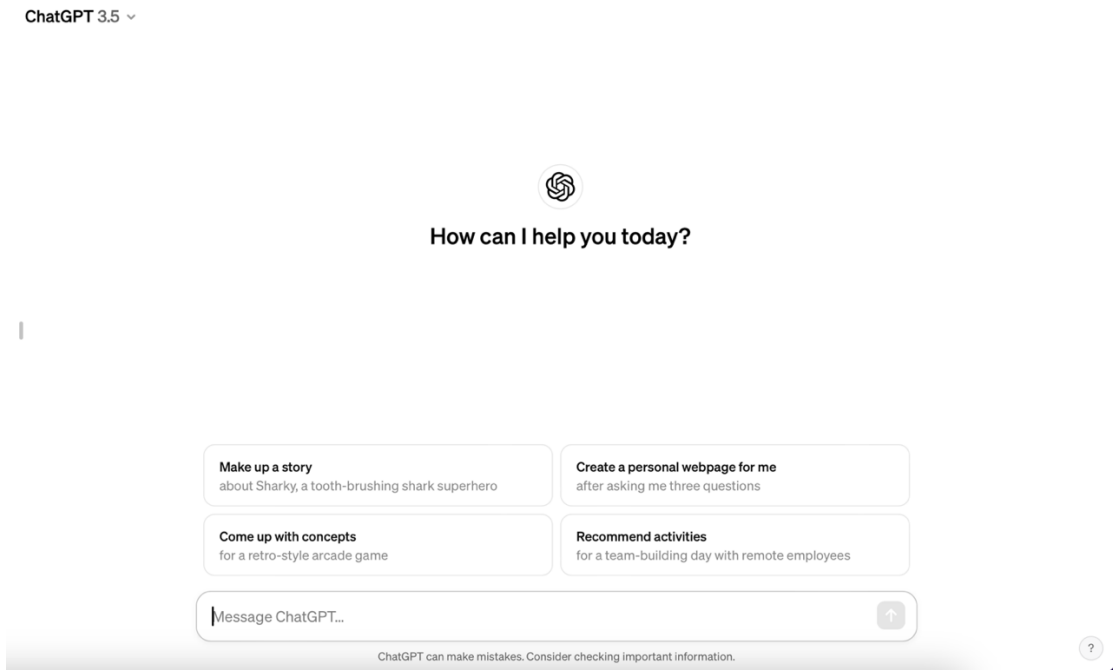 ChatGPT 3.5
How can I help you today?
Make up a story
about Sharky, a tooth-brushing shark superhero
Create a personal webpage for me
after asking me three questions
Come up with concepts
for a retro-style arcade game
Recommend activities
for a team-building day with remote employees
Message ChatGPT...
ChatGPT can make mistakes. Consider checking important information.
?